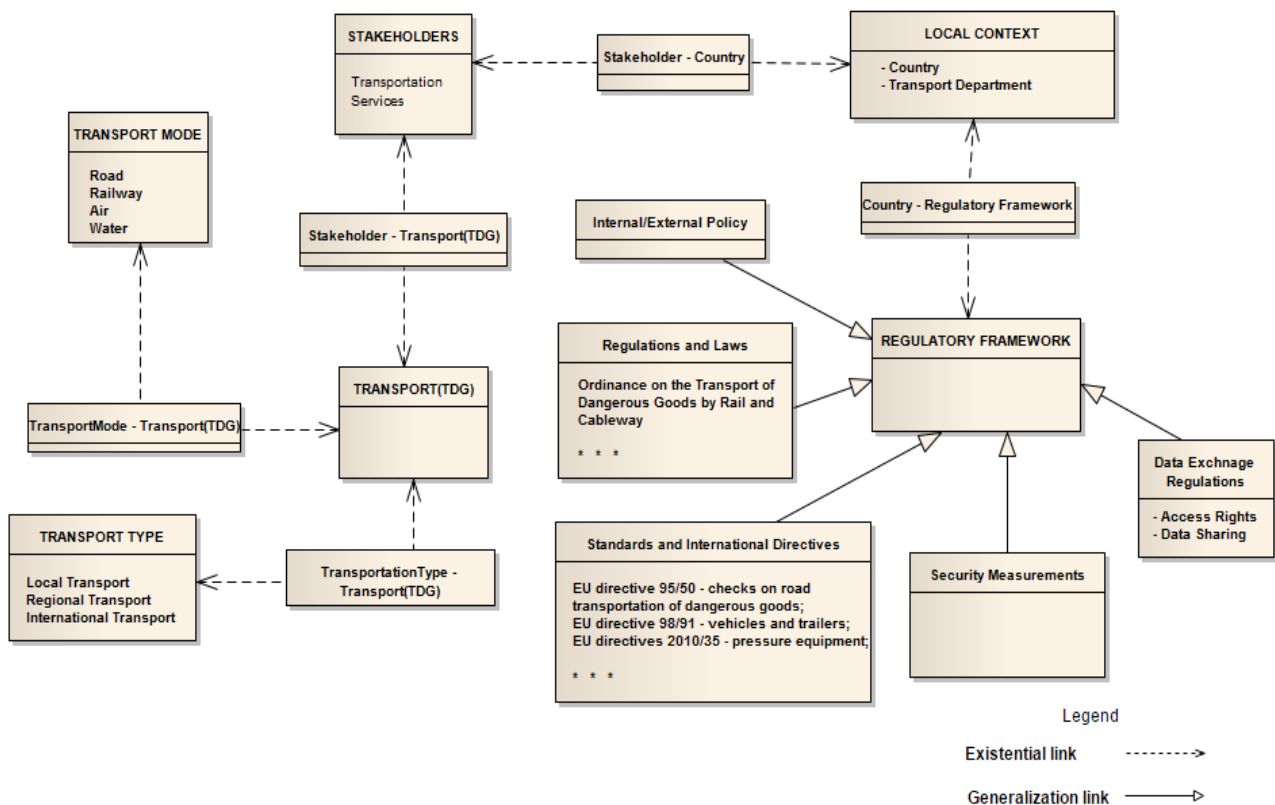 STAKEHOLDERS
Transportation
Services
Stakeholder - Country
LOCAL CONTEXT
- Country
- Transport Department
TRANSPORT MODE
Road
Railway
Air
Water
Stakeholder - Transport(TDG)
Internal/External Policy
Country - Regulatory Framework
Regulations and Laws
Ordinance on the Transport of
Dangerous Goods by Rail and
Cableway
* * *
REGULATORY FRAMEWORK
TRANSPORT(TDG)
TransportMode - Transport(TDG)
Data Exchnage
Regulations
- Access Rights
- Data Sharing
TRANSPORT TYPE
Local Transport
Regional Transport
International Transport
TransportationType -
Transport(TDG)
Standards and International Directives
EU directive 95/50 - checks on road
transportation of dangerous goods;
EU directive 98/91 - vehicles and trailers;
EU directives 2010/35 - pressure equipment;
* * *
Security Measurements
Legend
Existential link
Generalization link